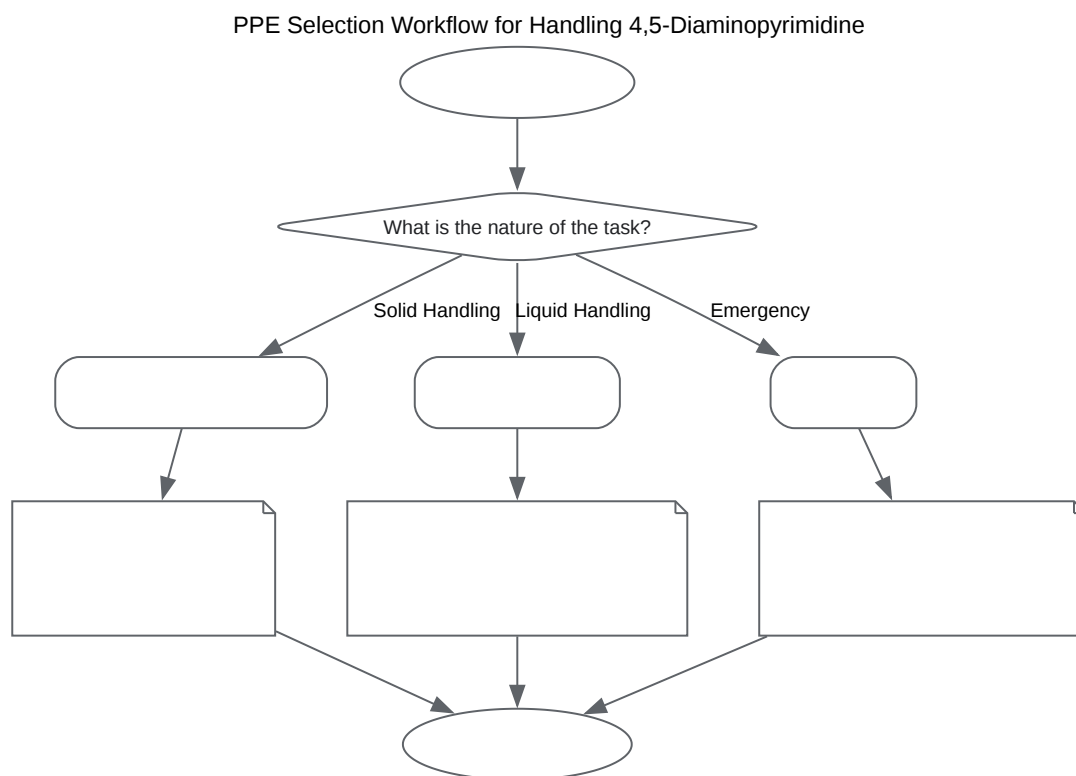 PPE Selection Workflow for Handling 4,5-Diaminopyrimidine
What is the nature of the task?
Solid Handling
Liquid Handling
Emergency